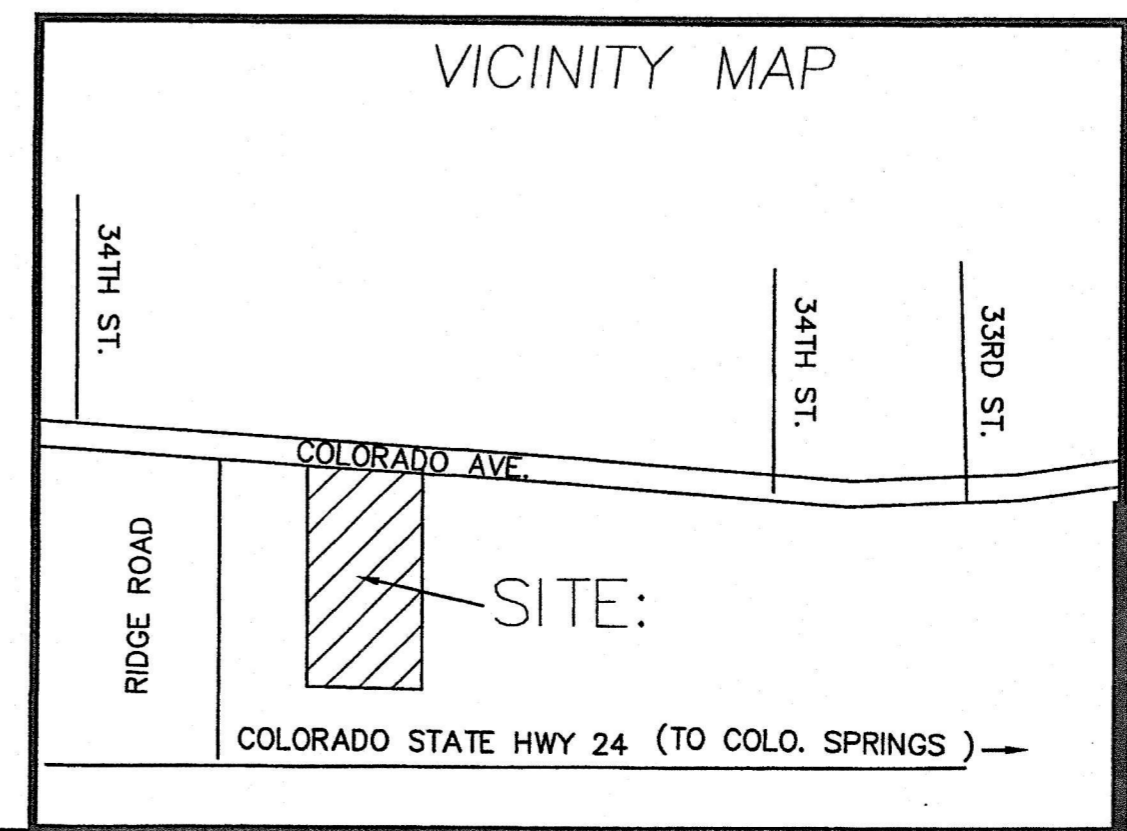 VICINITY MAP
34TH ST.
34TH ST.
33RD ST.
COLORADO AVE.
RIDGE ROAD
SITE:
COLORADO STATE HWY 24 (TO COLO. SPRINGS )